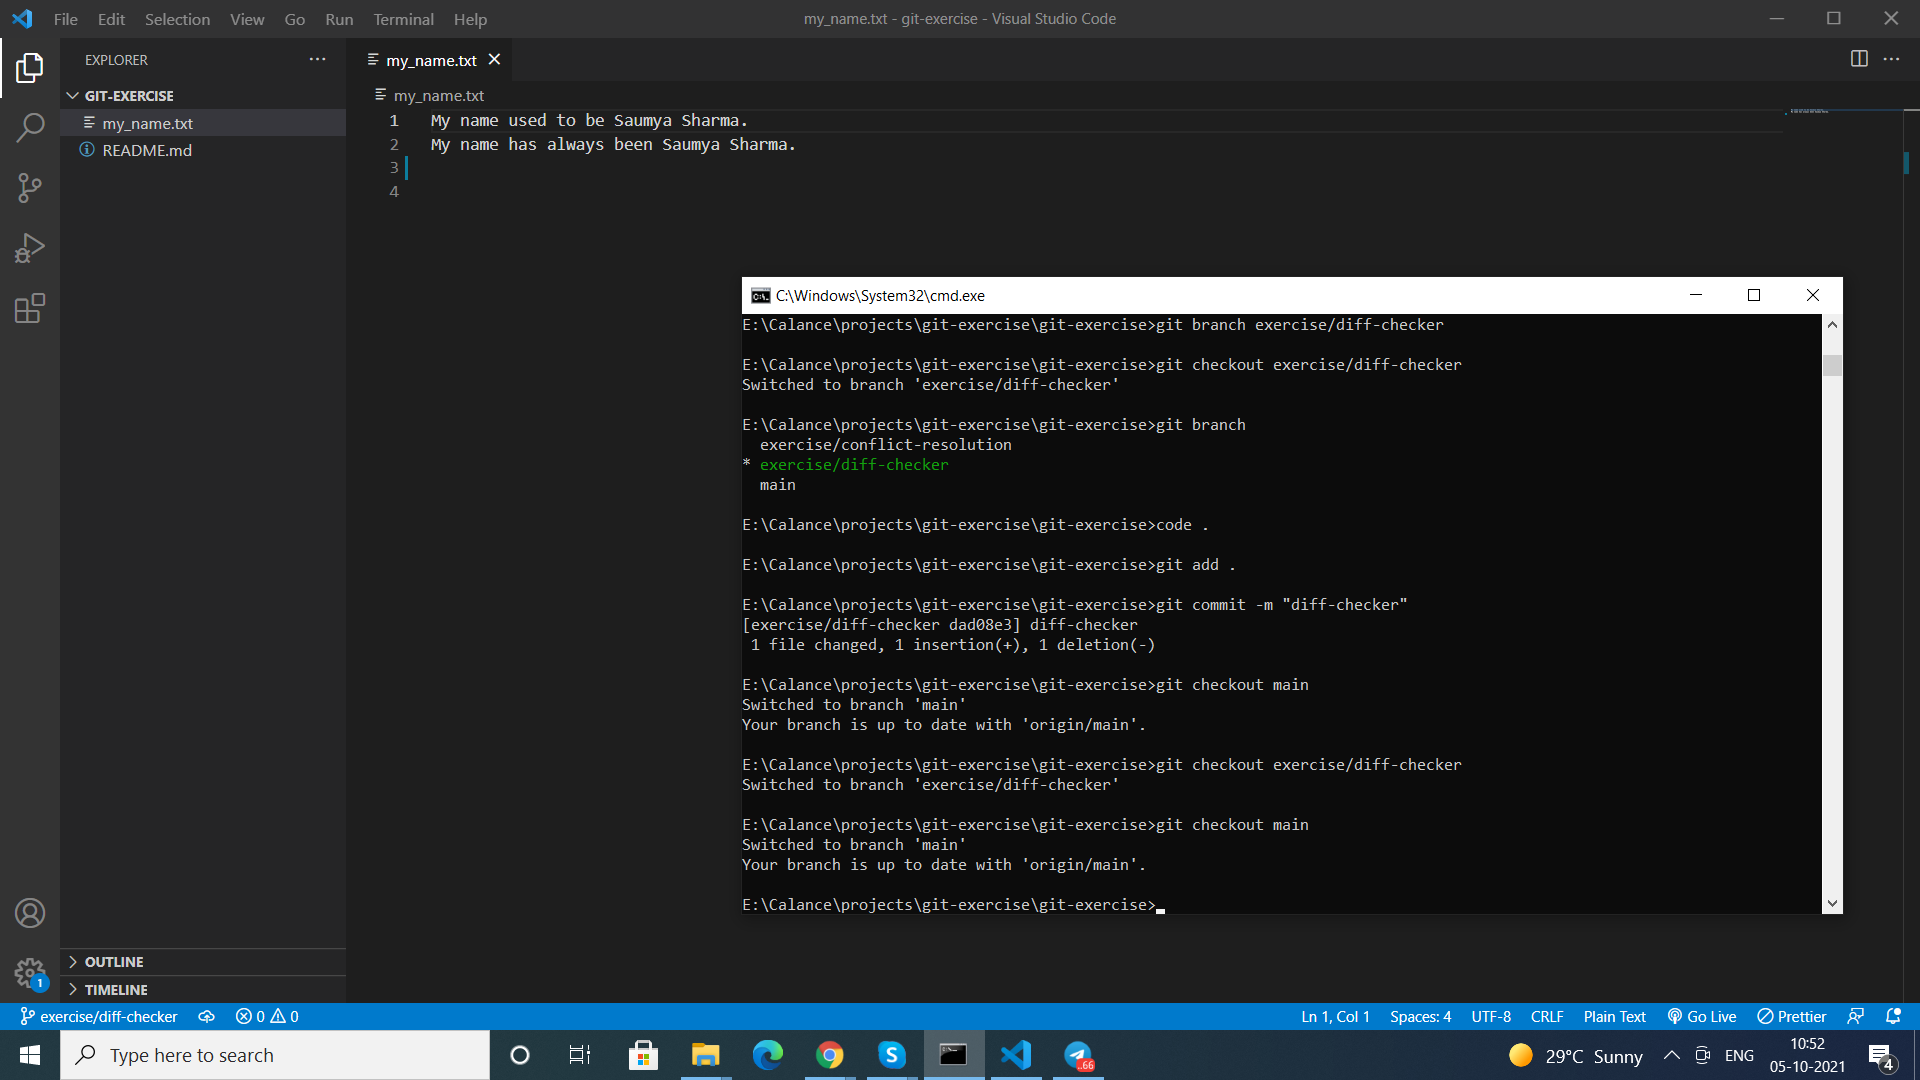 File Edit Selection View Go Run Terminal Help
my_name.txt - git-exercise - Visual Studio Code
EXPLORER
GIT-EXERCISE
my_name.txt
README.md
OUTLINE
TIMELINE
my_name.txt
my_name.txt
1 My name used to be Saumya Sharma.
2 My name has always been Saumya Sharma.
3
4
C:\Windows\System32\cmd.exe
E:\Calance\projects\git-exercise\git-exercise>git branch exercise/diff-checker
E:\Calance\projects\git-exercise\git-exercise>git checkout exercise/diff-checker
Switched to branch 'exercise/diff-checker'
E:\Calance\projects\git-exercise\git-exercise>git branch
exercise/conflict-resolution
* exercise/diff-checker
main
E:\Calance\projects\git-exercise\git-exercise>code .
E:\Calance\projects\git-exercise\git-exercise>git add .
E:\Calance\projects\git-exercise\git-exercise>git commit -m "diff-checker"
[exercise/diff-checker dad08e3] diff-checker
1 file changed, 1 insertion(+), 1 deletion(-)
E:\Calance\projects\git-exercise\git-exercise>git checkout main
Switched to branch 'main'
Your branch is up to date with 'origin/main'.
E:\Calance\projects\git-exercise\git-exercise>git checkout exercise/diff-checker
Switched to branch 'exercise/diff-checker'
E:\Calance\projects\git-exercise\git-exercise>git checkout main
Switched to branch 'main'
Your branch is up to date with 'origin/main'.
E:\Calance\projects\git-exercise\git-exercise>
1
exercise/diff-checker 0 0 Ln 1, Col 1 Spaces: 4 UTF-8 CRLF Plain Text Go Live Prettier
Type here to search
..66
29°C Sunny
ENG
10:52
05-10-2021
4